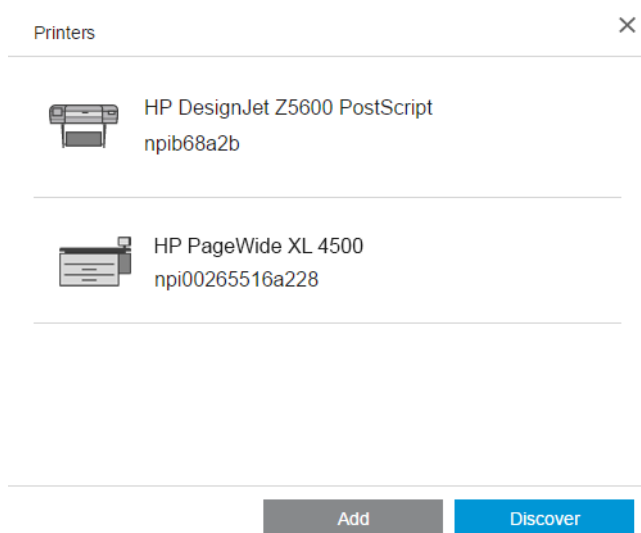 Printers
HP DesignJet Z5600 PostScript
npib68a2b
HP PageWide XL 4500
npi00265516a228
Add
Discover